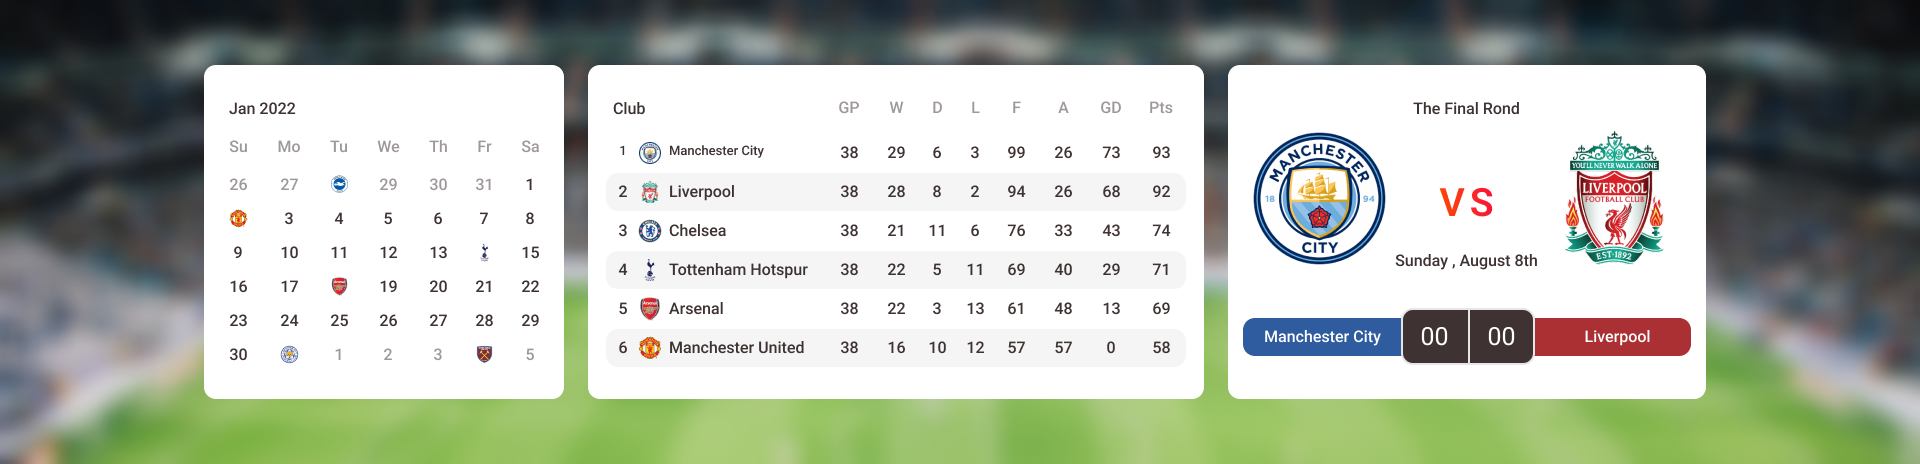 Jan 2022
Su Mo Tu We Th Fr Sa
26 27 29 30 31 1
3 4 5 6 7 8
9 10 11 12 13 15
16 17 19 20 21 22
23 24 25 26 27 28 29
30 1 2 3 5
Club GP W D L F A GD Pts
1 Manchester City 38 29 6 3 99 26 73 93
2 Liverpool 38 28 8 2 94 26 68 92
3 Chelsea 38 21 11 6 76 33 43 74
4 Tottenham Hotspur 38 22 5 11 69 40 29 71
5 Arsenal 38 22 3 13 61 48 13 69
6 Manchester United 38 16 10 12 57 57 0 58
The Final Rond
MANCHESTER
18 94
CITY
VS
YOU'LL NEVER WALK ALONE
LIVERPOOL
FOOTBALL CLUB
EST·1892
Sunday , August 8th
Manchester City 00 00 Liverpool